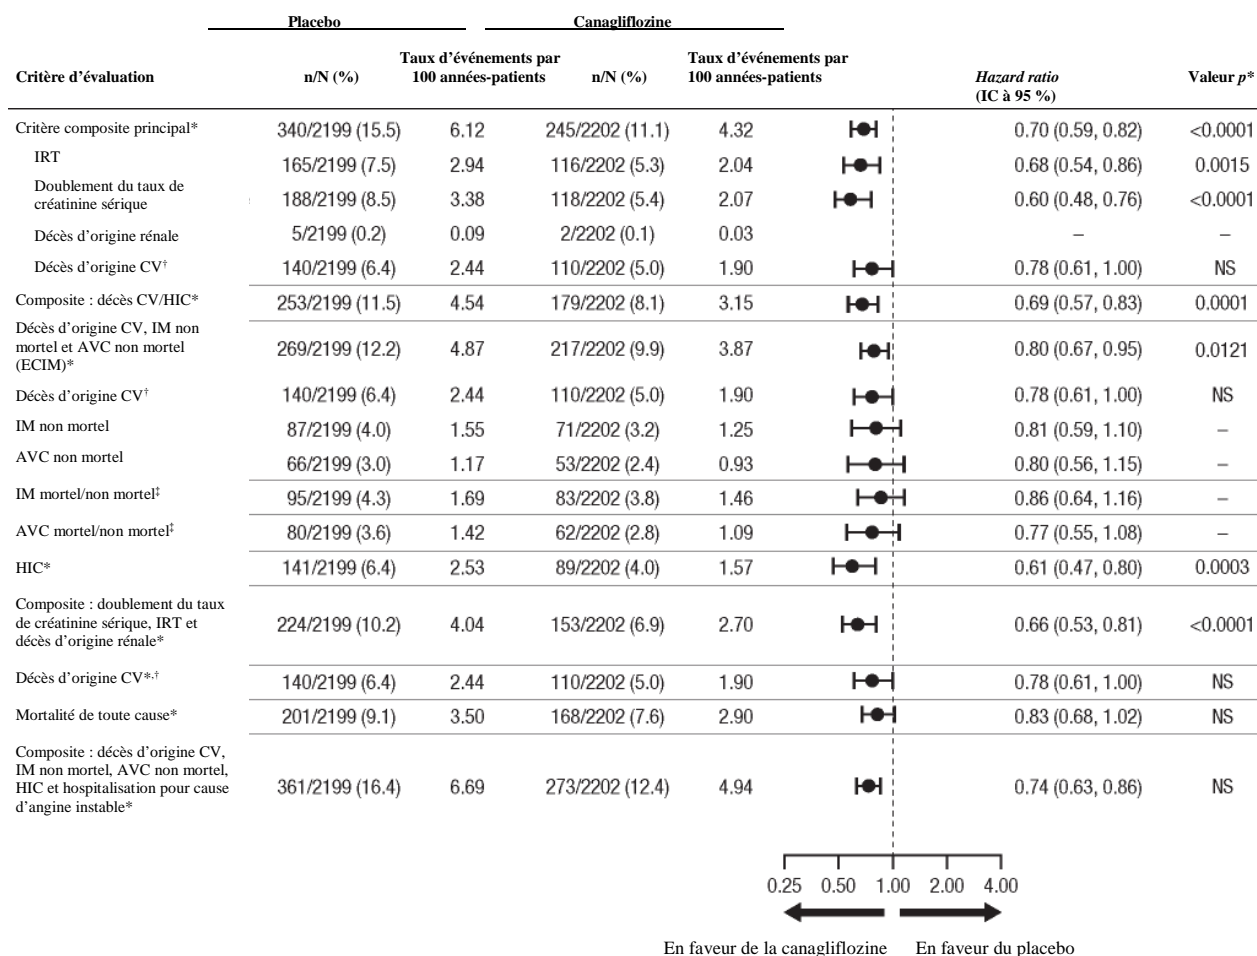 Placebo Canagliflozine
Critère d’évaluation n/N (%) Taux d’événements par 100 années-patients n/N (%) Taux d’événements par 100 années-patients Hazard ratio (IC à 95 %) Valeur p*
Critère composite principal* 340/2199 (15.5) 6.12 245/2202 (11.1) 4.32 0.70 (0.59, 0.82) <0.0001
IRT 165/2199 (7.5) 2.94 116/2202 (5.3) 2.04 0.68 (0.54, 0.86) 0.0015
Doublement du taux de
créatinine sérique 188/2199 (8.5) 3.38 118/2202 (5.4) 2.07 0.60 (0.48, 0.76) <0.0001
Décès d’origine rénale 5/2199 (0.2) 0.09 2/2202 (0.1) 0.03 – –
Décès d’origine CV† 140/2199 (6.4) 2.44 110/2202 (5.0) 1.90 0.78 (0.61, 1.00) NS
Composite : décès CV/HIC* 253/2199 (11.5) 4.54 179/2202 (8.1) 3.15 0.69 (0.57, 0.83) 0.0001
Décès d’origine CV, IM non
mortel et AVC non mortel 269/2199 (12.2) 4.87 217/2202 (9.9) 3.87 0.80 (0.67, 0.95) 0.0121
(ECIM)*
Décès d’origine CV† 140/2199 (6.4) 2.44 110/2202 (5.0) 1.90 0.78 (0.61, 1.00) NS
IM non mortel 87/2199 (4.0) 1.55 71/2202 (3.2) 1.25 0.81 (0.59, 1.10) –
AVC non mortel 66/2199 (3.0) 1.17 53/2202 (2.4) 0.93 0.80 (0.56, 1.15) –
IM mortel/non mortel‡ 95/2199 (4.3) 1.69 83/2202 (3.8) 1.46 0.86 (0.64, 1.16) –
AVC mortel/non mortel‡ 80/2199 (3.6) 1.42 62/2202 (2.8) 1.09 0.77 (0.55, 1.08) –
HIC* 141/2199 (6.4) 2.53 89/2202 (4.0) 1.57 0.61 (0.47, 0.80) 0.0003
Composite : doublement du taux
de créatinine sérique, IRT et 224/2199 (10.2) 4.04 153/2202 (6.9) 2.70 0.66 (0.53, 0.81) <0.0001
décès d’origine rénale*
Décès d’origine CV*,† 140/2199 (6.4) 2.44 110/2202 (5.0) 1.90 0.78 (0.61, 1.00) NS
Mortalité de toute cause* 201/2199 (9.1) 3.50 168/2202 (7.6) 2.90 0.83 (0.68, 1.02) NS
Composite : décès d’origine CV,
IM non mortel, AVC non mortel,
HIC et hospitalisation pour cause 361/2199 (16.4) 6.69 273/2202 (12.4) 4.94 0.74 (0.63, 0.86) NS
d’angine instable*
0.25 0.50 1.00 2.00 4.00
En faveur de la canagliflozine En faveur du placebo